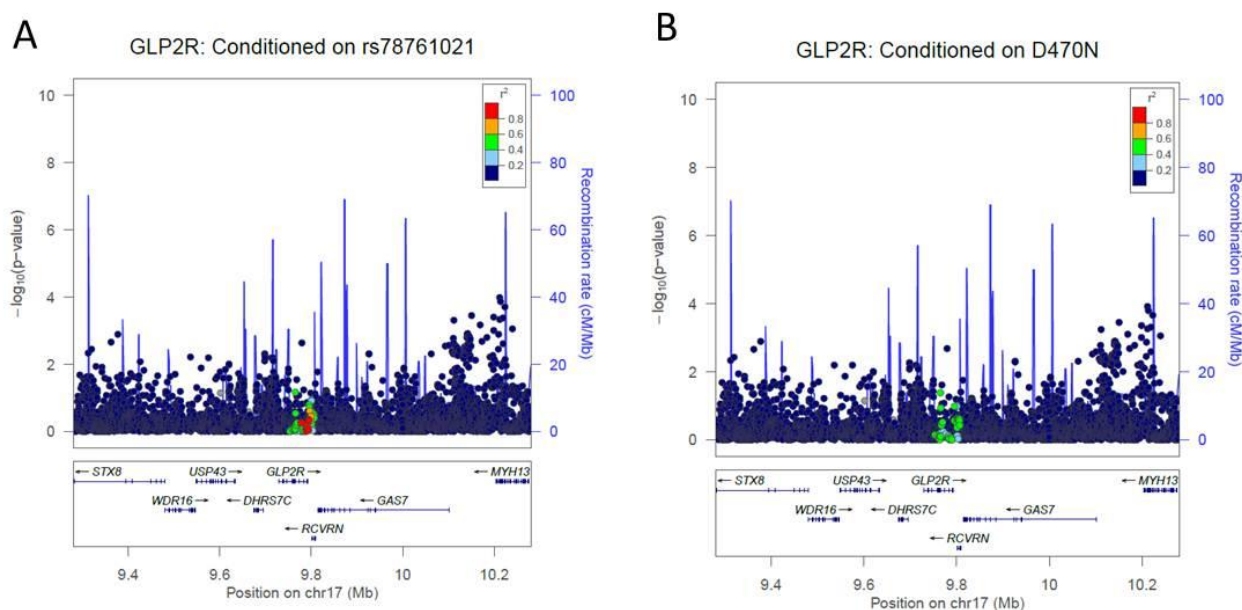 A
GLP2R: Conditioned on rs78761021
10
8
6
4
2
0
−log10(p-value)
100
80
60
40
20
0
Recombination rate (cM/Mb)
r2
0.8
0.6
0.4
0.2
← STX8
USP43 →
GLP2R →
← MYH13
WDR16 →
← DHRS7C
← GAS7
← RCVRN
9.4
9.6
9.8
10
10.2
Position on chr17 (Mb)
B
GLP2R: Conditioned on D470N
10
8
6
4
2
0
−log10(p-value)
100
80
60
40
20
0
Recombination rate (cM/Mb)
r2
0.8
0.6
0.4
0.2
← STX8
USP43 →
GLP2R →
← MYH13
WDR16 →
← DHRS7C
← GAS7
← RCVRN
9.4
9.6
9.8
10
10.2
Position on chr17 (Mb)